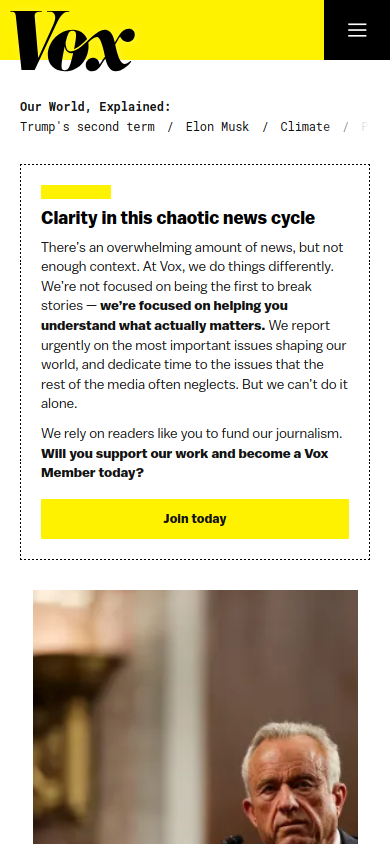 Vox
Our World, Explained:
Trump's second term / Elon Musk / Climate /
Clarity in this chaotic news cycle
There's an overwhelming amount of news, but not
enough context. At Vox, we do things differently.
We're not focused on being the first to break
stories — we're focused on helping you
understand what actually matters. We report
urgently on the most important issues shaping our
world, and dedicate time to the issues that the
rest of the media often neglects. But we can't do it
alone.
We rely on readers like you to fund our journalism.
Will you support our work and become a Vox
Member today?
Join today